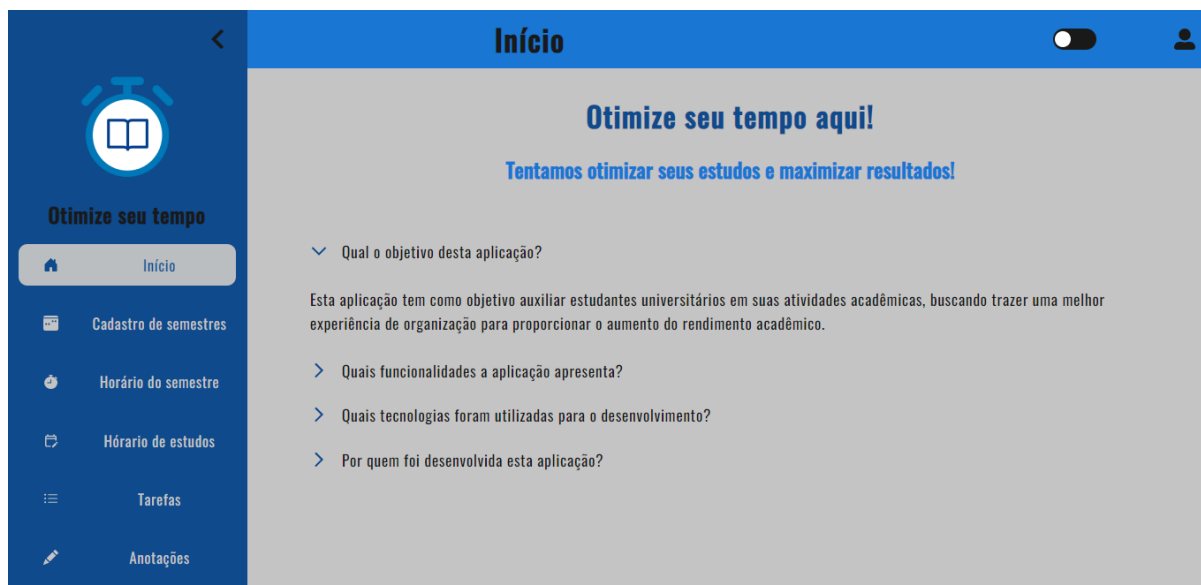 Início
Otimize seu tempo
Início
Cadastro de semestres
Horário do semestre
Hórario de estudos
Tarefas
Anotações
Otimize seu tempo aqui!
Tentamos otimizar seus estudos e maximizar resultados!
Qual o objetivo desta aplicação?
Esta aplicação tem como objetivo auxiliar estudantes universitários em suas atividades acadêmicas, buscando trazer uma melhor
experiência de organização para proporcionar o aumento do rendimento acadêmico.
Quais funcionalidades a aplicação apresenta?
Quais tecnologias foram utilizadas para o desenvolvimento?
Por quem foi desenvolvida esta aplicação?